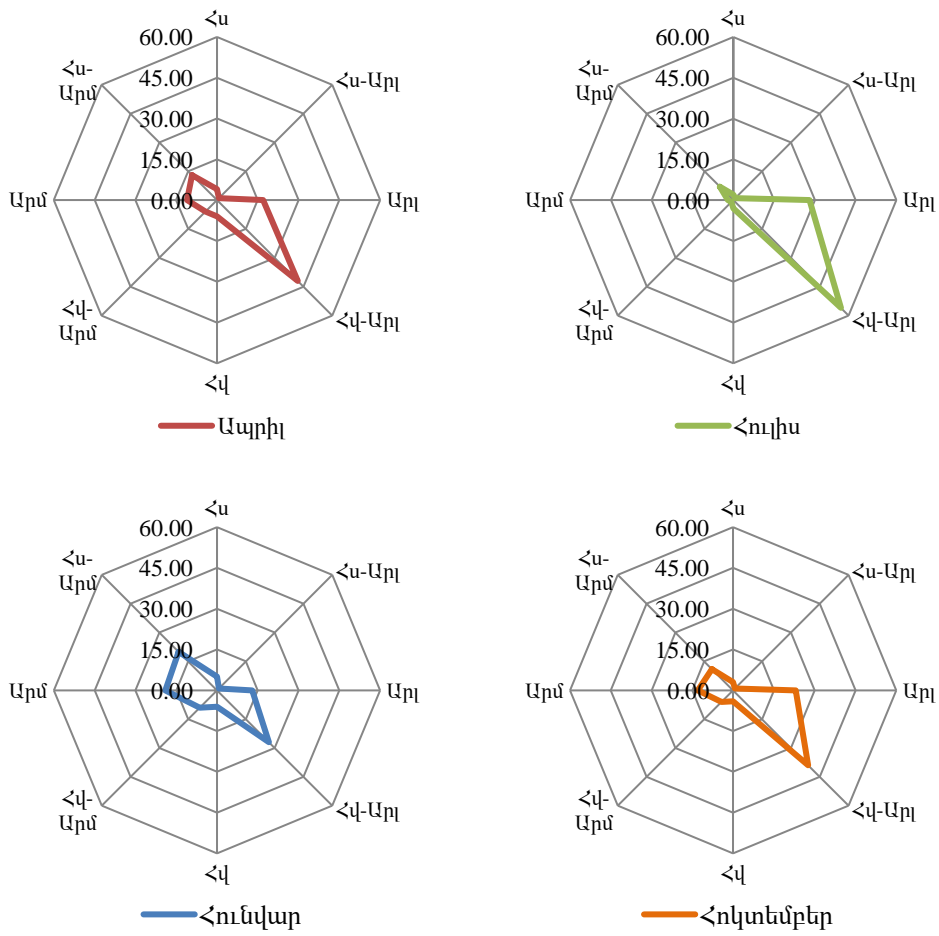 Հս
60.00
45.00
30.00
15.00
0.00
Հս-Արլ
Արլ
Հվ-Արլ
Հվ
Հվ-
Արմ
Արմ
Հս-
Արմ
Ապրիլ
Հս
60.00
45.00
30.00
15.00
0.00
Հս-Արլ
Արլ
Հվ-Արլ
Հվ
Հվ-
Արմ
Արմ
Հս-
Արմ
Հուլիս
Հս
60.00
45.00
30.00
15.00
0.00
Հս-Արլ
Արլ
Հվ-Արլ
Հվ
Հվ-
Արմ
Արմ
Հս-
Արմ
Հունվար
Հս
60.00
45.00
30.00
15.00
0.00
Հս-Արլ
Արլ
Հվ-Արլ
Հվ
Հվ-
Արմ
Արմ
Հս-
Արմ
Հոկտեմբեր